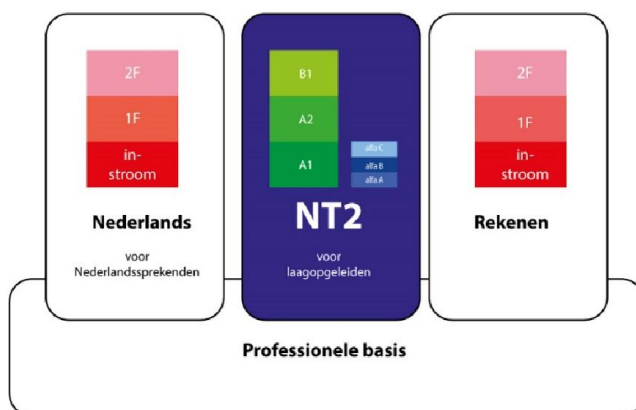 2F
1F
in-
stroom
Nederlands
voor
Nederlandssprekenden
B1
A2
A1
alfa C
alfa B
alfa A
NT2
voor
laagopgeleiden
2F
1F
in-
stroom
Rekenen
Professionele basis